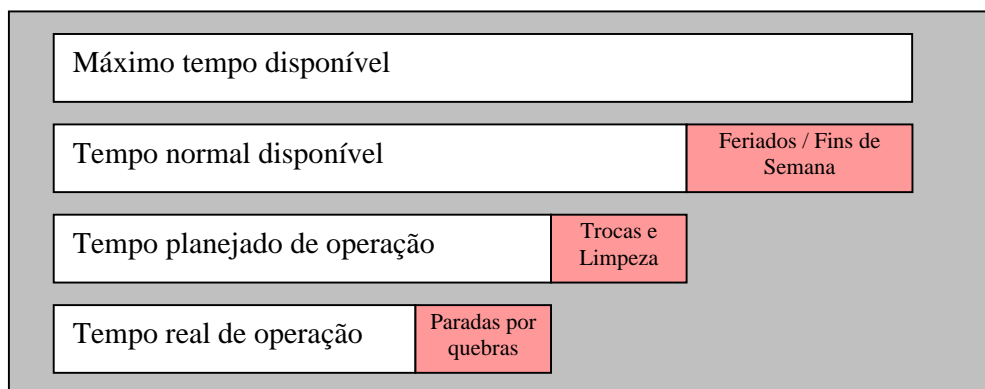 Máximo tempo disponível
Tempo normal disponível
Feriados / Fins de
Semana
Tempo planejado de operação
Trocas e
Limpeza
Tempo real de operação
Paradas por
quebras